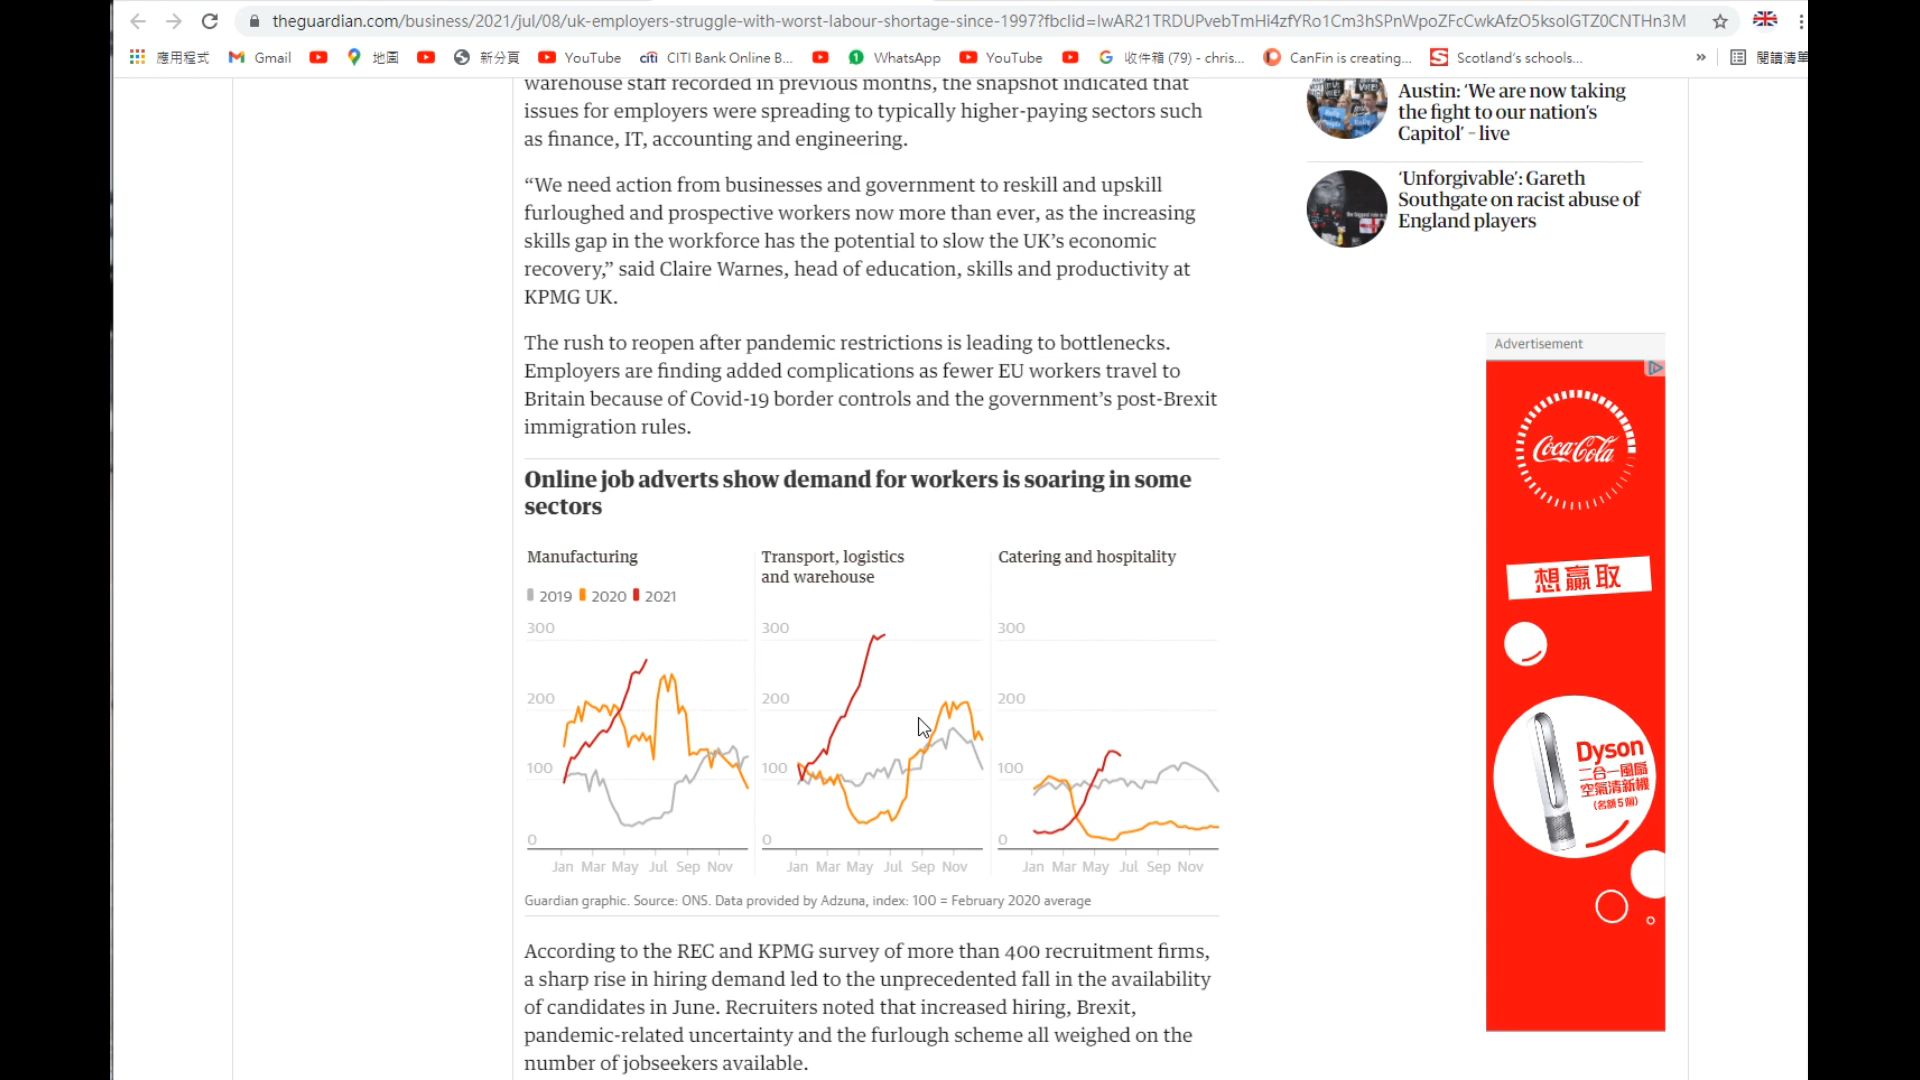 theguardian.com/business/2021/jul/08/uk-employers-struggle-with-worst-labour-shortage-since-1997?fbclid=IwAR21TRDUPvebTmHi4zfYRo1Cm3hSPnWpoZFcCwkAfzO5ksoIGTZ0CNTHn3M
應用程式 Gmail 地圖 新分頁 YouTube citi CITI Bank Online B... 1 WhatsApp YouTube 收件箱 (79) - chris... CanFin is creating... S Scotland's schools... » 閱讀清單
warehouse staff recorded in previous months, the snapshot indicated that
issues for employers were spreading to typically higher-paying sectors such
as finance, IT, accounting and engineering.
“We need action from businesses and government to reskill and upskill
furloughed and prospective workers now more than ever, as the increasing
skills gap in the workforce has the potential to slow the UK’s economic
recovery,” said Claire Warnes, head of education, skills and productivity at
KPMG UK.
The rush to reopen after pandemic restrictions is leading to bottlenecks.
Employers are finding added complications as fewer EU workers travel to
Britain because of Covid-19 border controls and the government’s post-Brexit
immigration rules.
Online job adverts show demand for workers is soaring in some
sectors
Manufacturing
2019 2020 2021
300
200
100
0
Jan Mar May Jul Sep Nov
Transport, logistics
and warehouse
300
200
100
0
Jan Mar May Jul Sep Nov
Catering and hospitality
300
200
100
0
Jan Mar May Jul Sep Nov
Guardian graphic. Source: ONS. Data provided by Adzuna, index: 100 = February 2020 average
According to the REC and KPMG survey of more than 400 recruitment firms,
a sharp rise in hiring demand led to the unprecedented fall in the availability
of candidates in June. Recruiters noted that increased hiring, Brexit,
pandemic-related uncertainty and the furlough scheme all weighed on the
number of jobseekers available.
Austin: ‘We are now taking
the fight to our nation’s
Capitol’ – live
‘Unforgivable’: Gareth
Southgate on racist abuse of
England players
Advertisement
Coca-Cola
想贏取
Dyson
二合一風扇
空氣清新機
(名額5個)